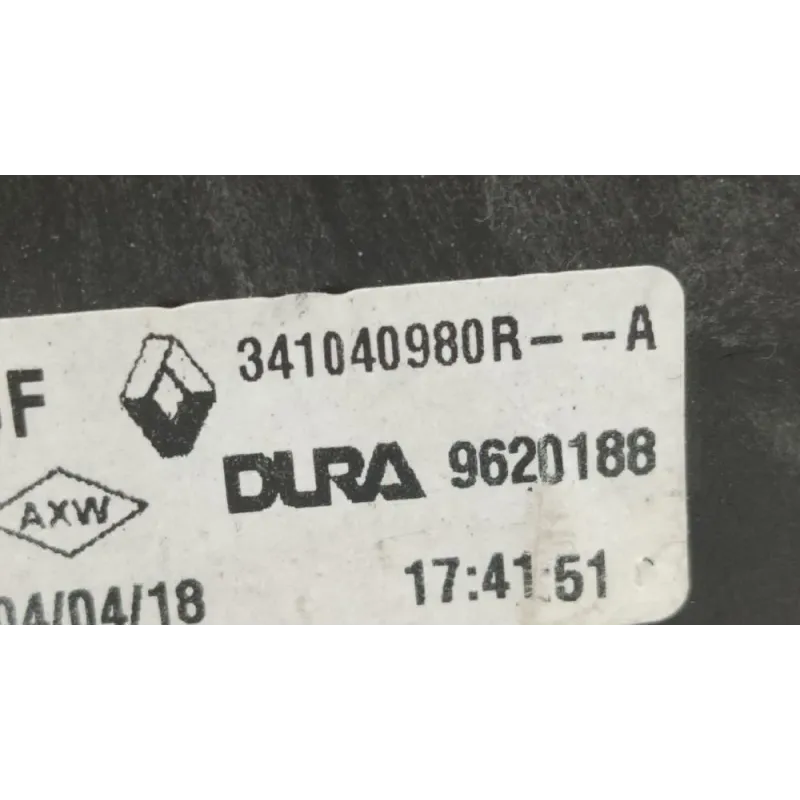 F 341040980R--A
DURA 9620188
AXW
04/04/18 17:41:51